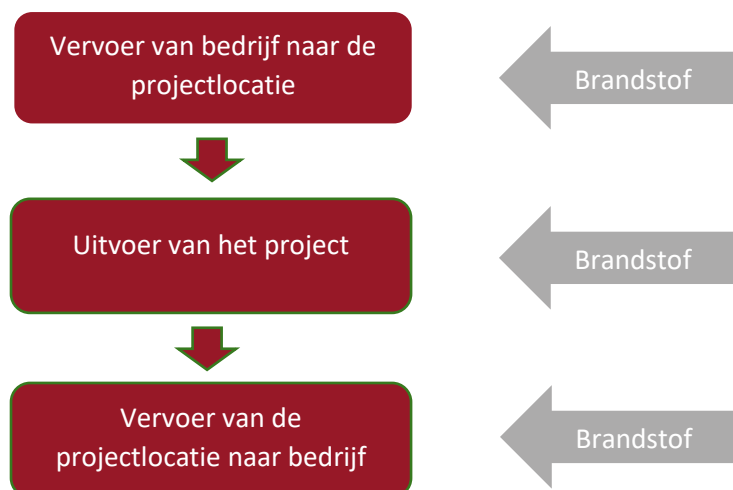 Vervoer van bedrijf naar de
projectlocatie
Brandstof
Uitvoer van het project
Brandstof
Vervoer van de
projectlocatie naar bedrijf
Brandstof